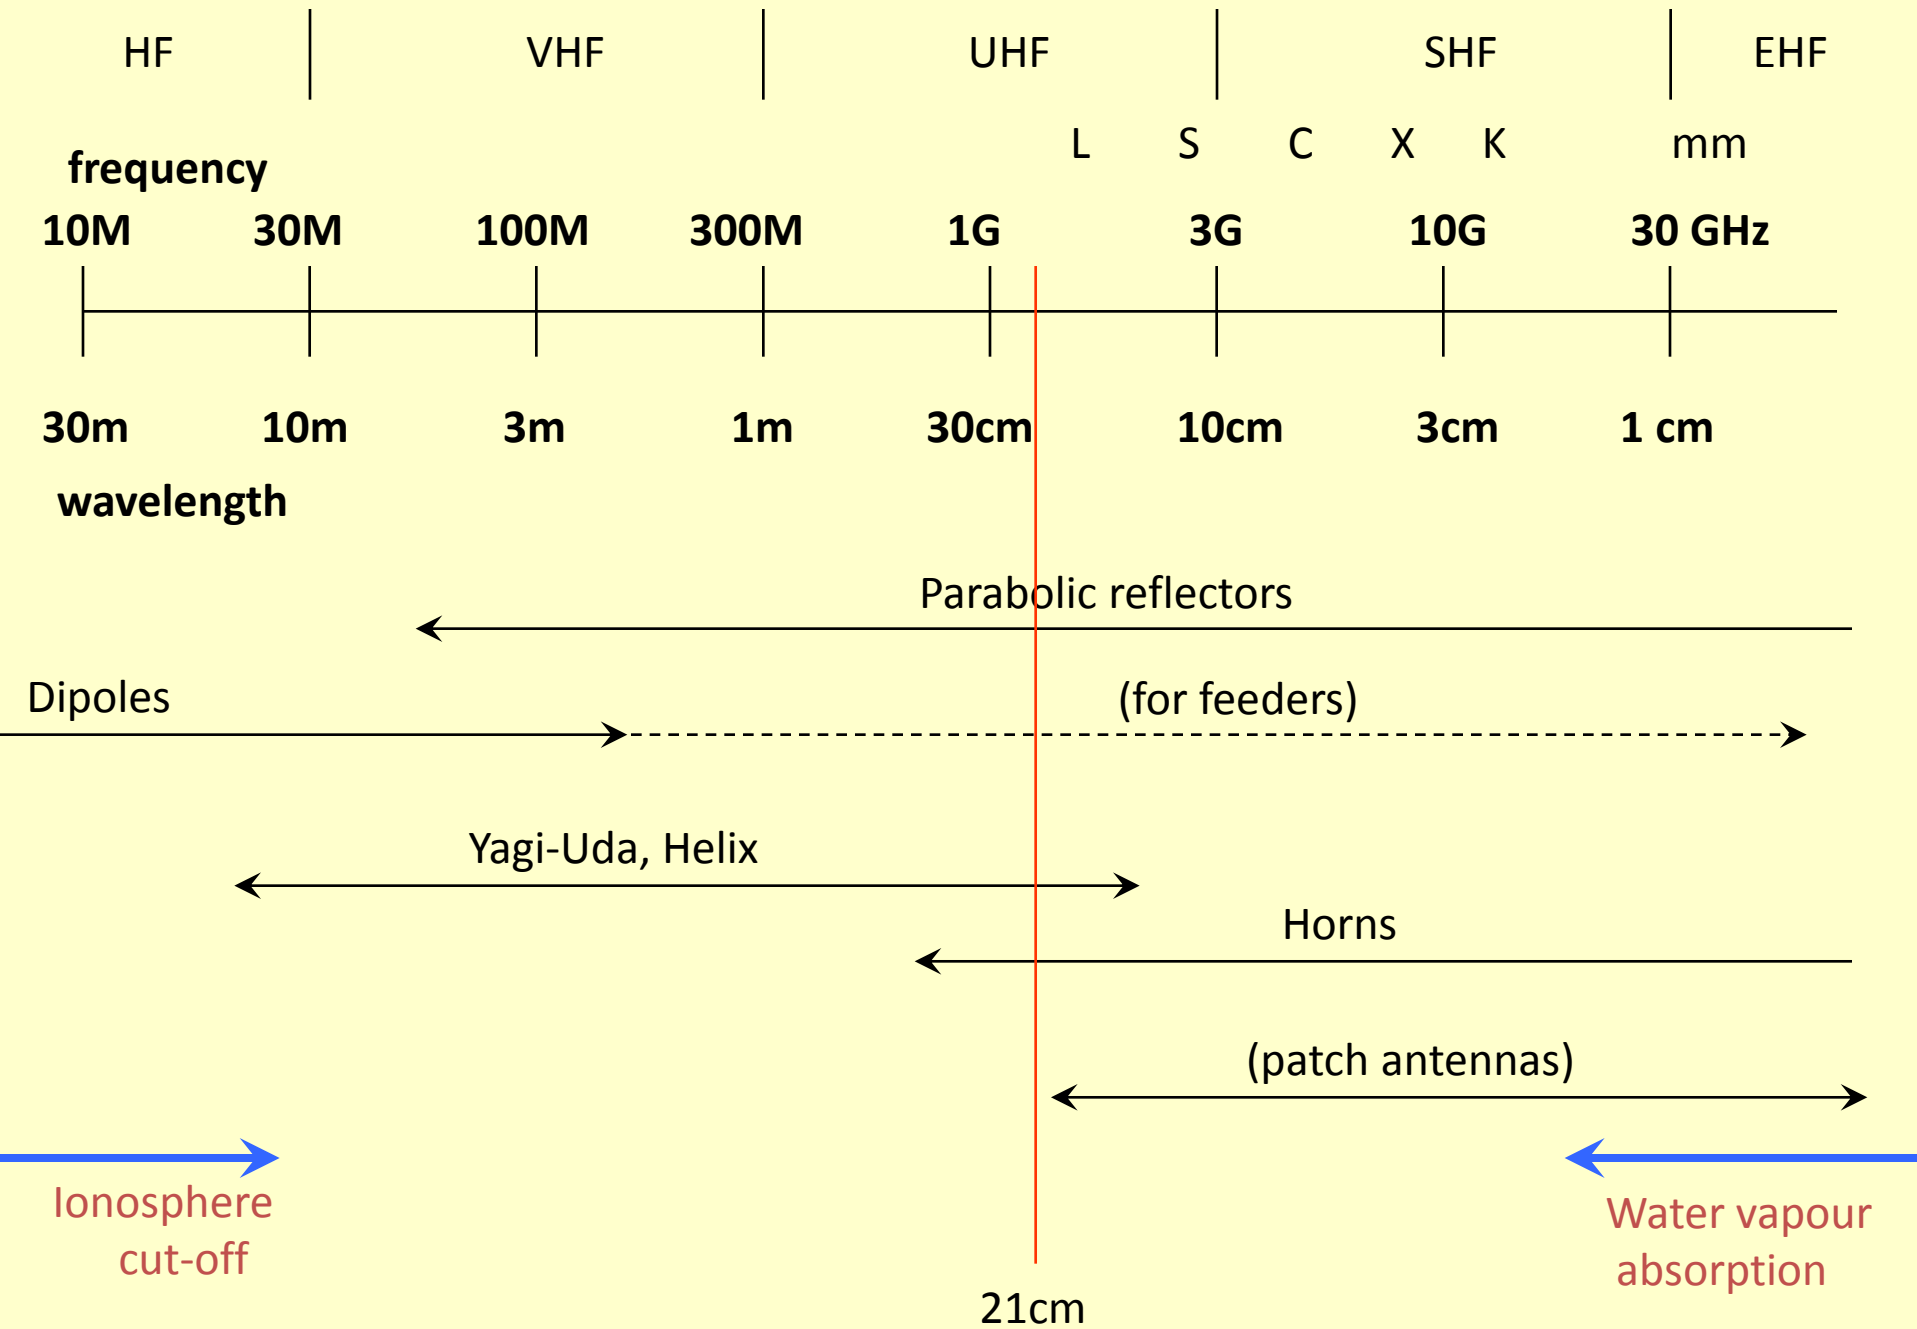 HF VHF UHF SHF EHF
L S C X K mm
frequency
10M 30M 100M 300M 1G 3G 10G 30 GHz
30m 10m 3m 1m 30cm 10cm 3cm 1 cm
wavelength
Parabolic reflectors
Dipoles (for feeders)
Yagi-Uda, Helix
Horns
(patch antennas)
Ionosphere
cut-off
Water vapour
absorption
21cm